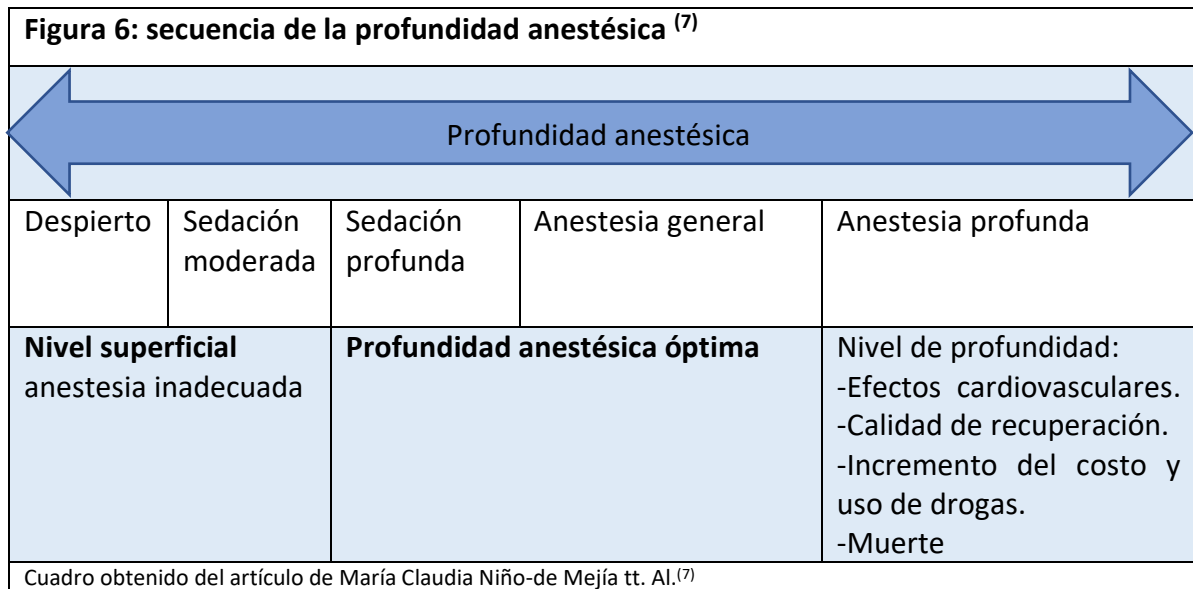 Figura 6: secuencia de la profundidad anestésica (7)
Profundidad anestésica
Despierto
Sedación
moderada
Sedación
profunda
Anestesia general
Anestesia profunda
Nivel superficial
anestesia inadecuada
Profundidad anestésica óptima
Nivel de profundidad:
-Efectos cardiovasculares.
-Calidad de recuperación.
-Incremento del costo y
uso de drogas.
-Muerte
Cuadro obtenido del artículo de María Claudia Niño-de Mejía tt. Al.(7)